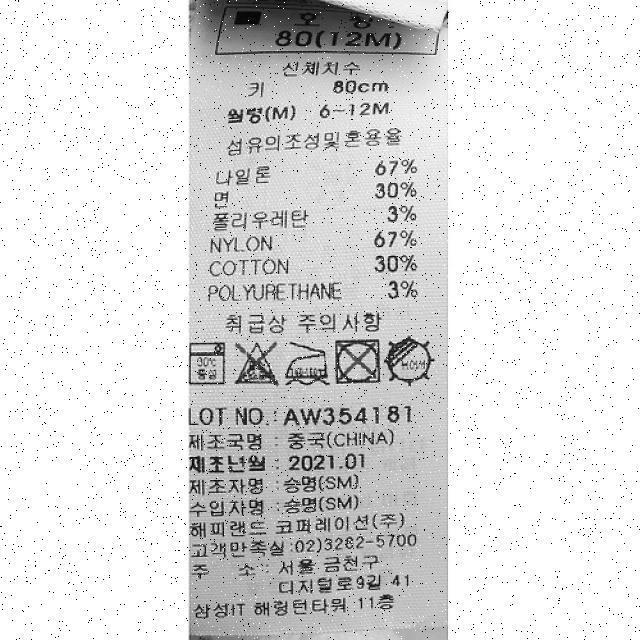 호
80(12M)
신체치수
키 80cm
월령(M) 6~12M
섬유의조성및혼용율
나일론 67%
면 30%
폴리우레탄 3%
NYLON 67%
COTTON 30%
POLYURETHANE 3%
취급상 주의사항
30℃ 중성
LOT NO.: AW354181
제조국명 : 중국(CHINA)
제조년월 : 2021.01
제조자명 : 승명(SM)
수입자명 : 승명(SM)
해피랜드 코퍼레이션(주)
고객만족실:02)3282-5700
주 소 : 서울 금천구
디지털로9길 41
삼성IT 해링턴타워 11층